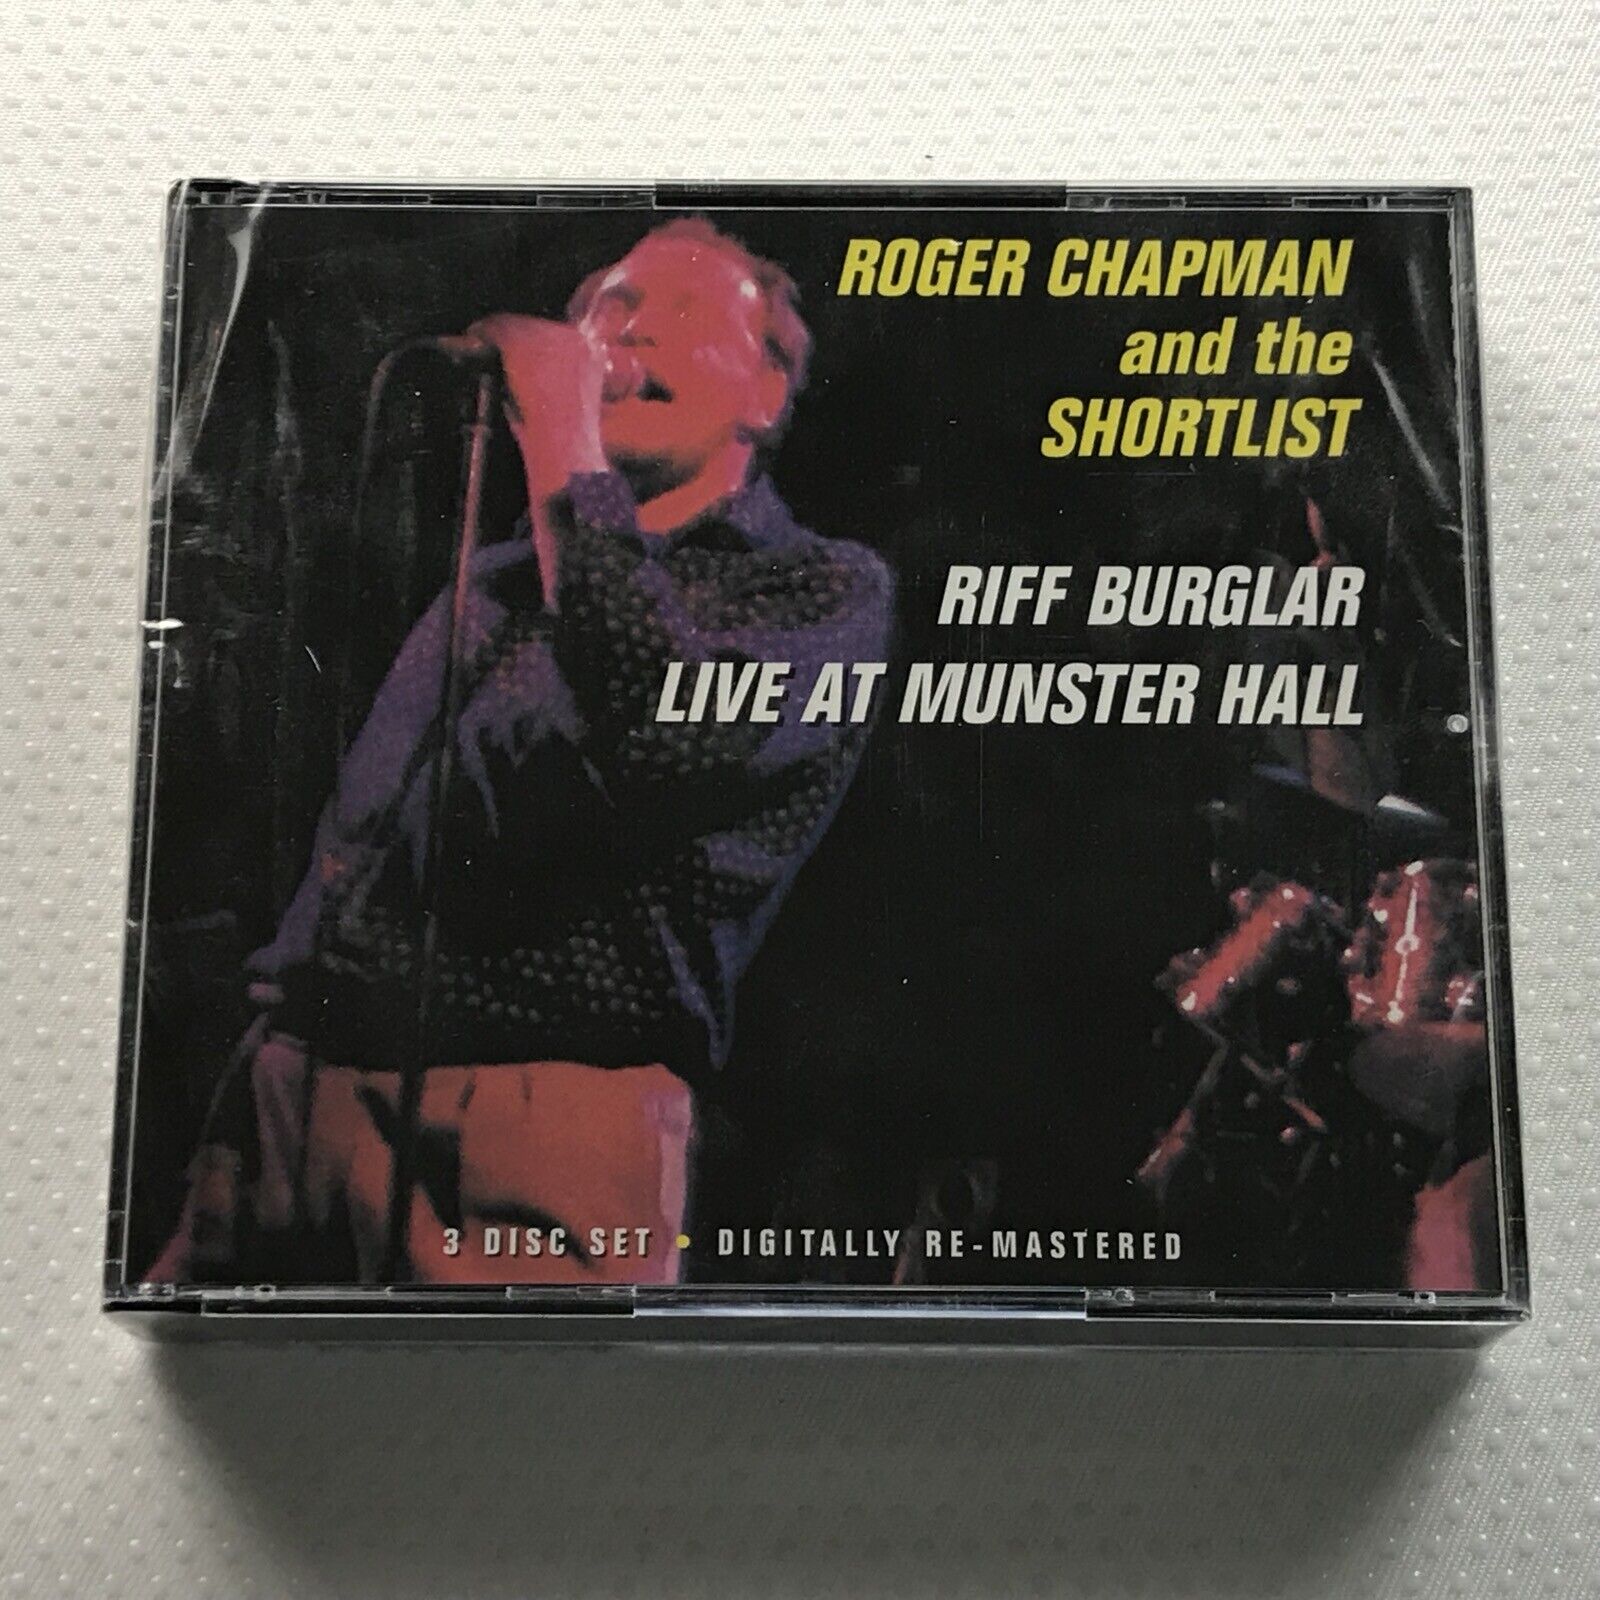 ROGER CHAPMAN
and the
SHORTLIST
RIFF BURGLAR
LIVE AT MUNSTER HALL
3 DISC SET • DIGITALLY RE-MASTERED